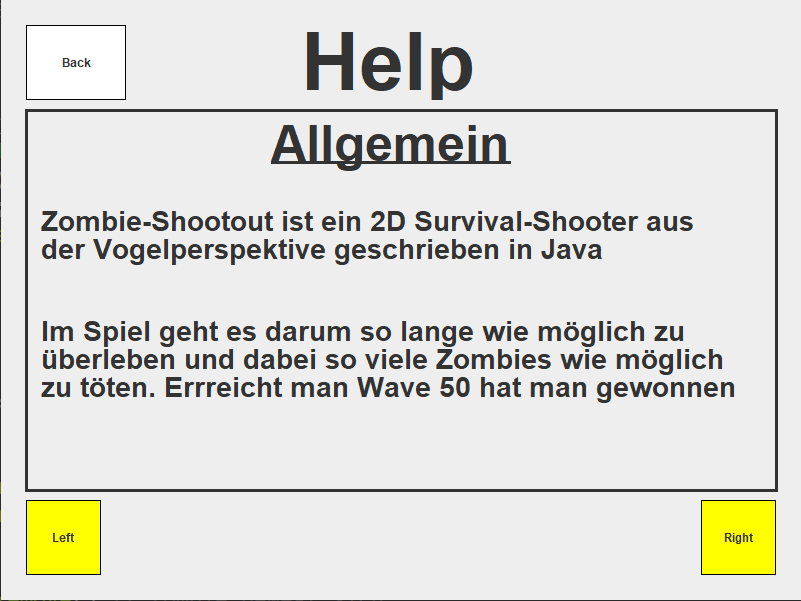 Back
Help
Allgemein
Zombie-Shootout ist ein 2D Survival-Shooter aus
der Vogelperspektive geschrieben in Java
Im Spiel geht es darum so lange wie möglich zu
überleben und dabei so viele Zombies wie möglich
zu töten. Errreicht man Wave 50 hat man gewonnen
Left
Right